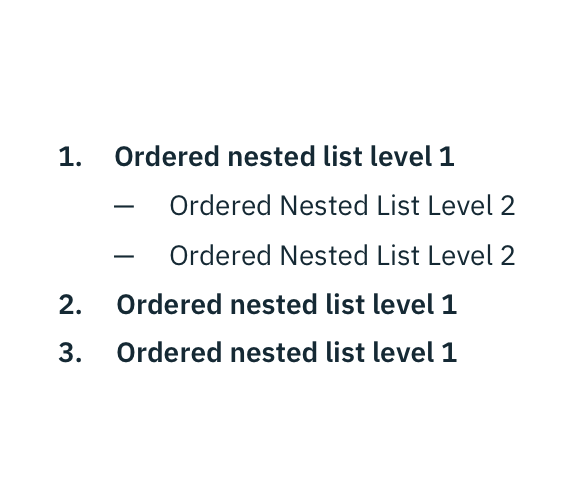 1. Ordered nested list level 1
— Ordered Nested List Level 2
— Ordered Nested List Level 2
2. Ordered nested list level 1
3. Ordered nested list level 1